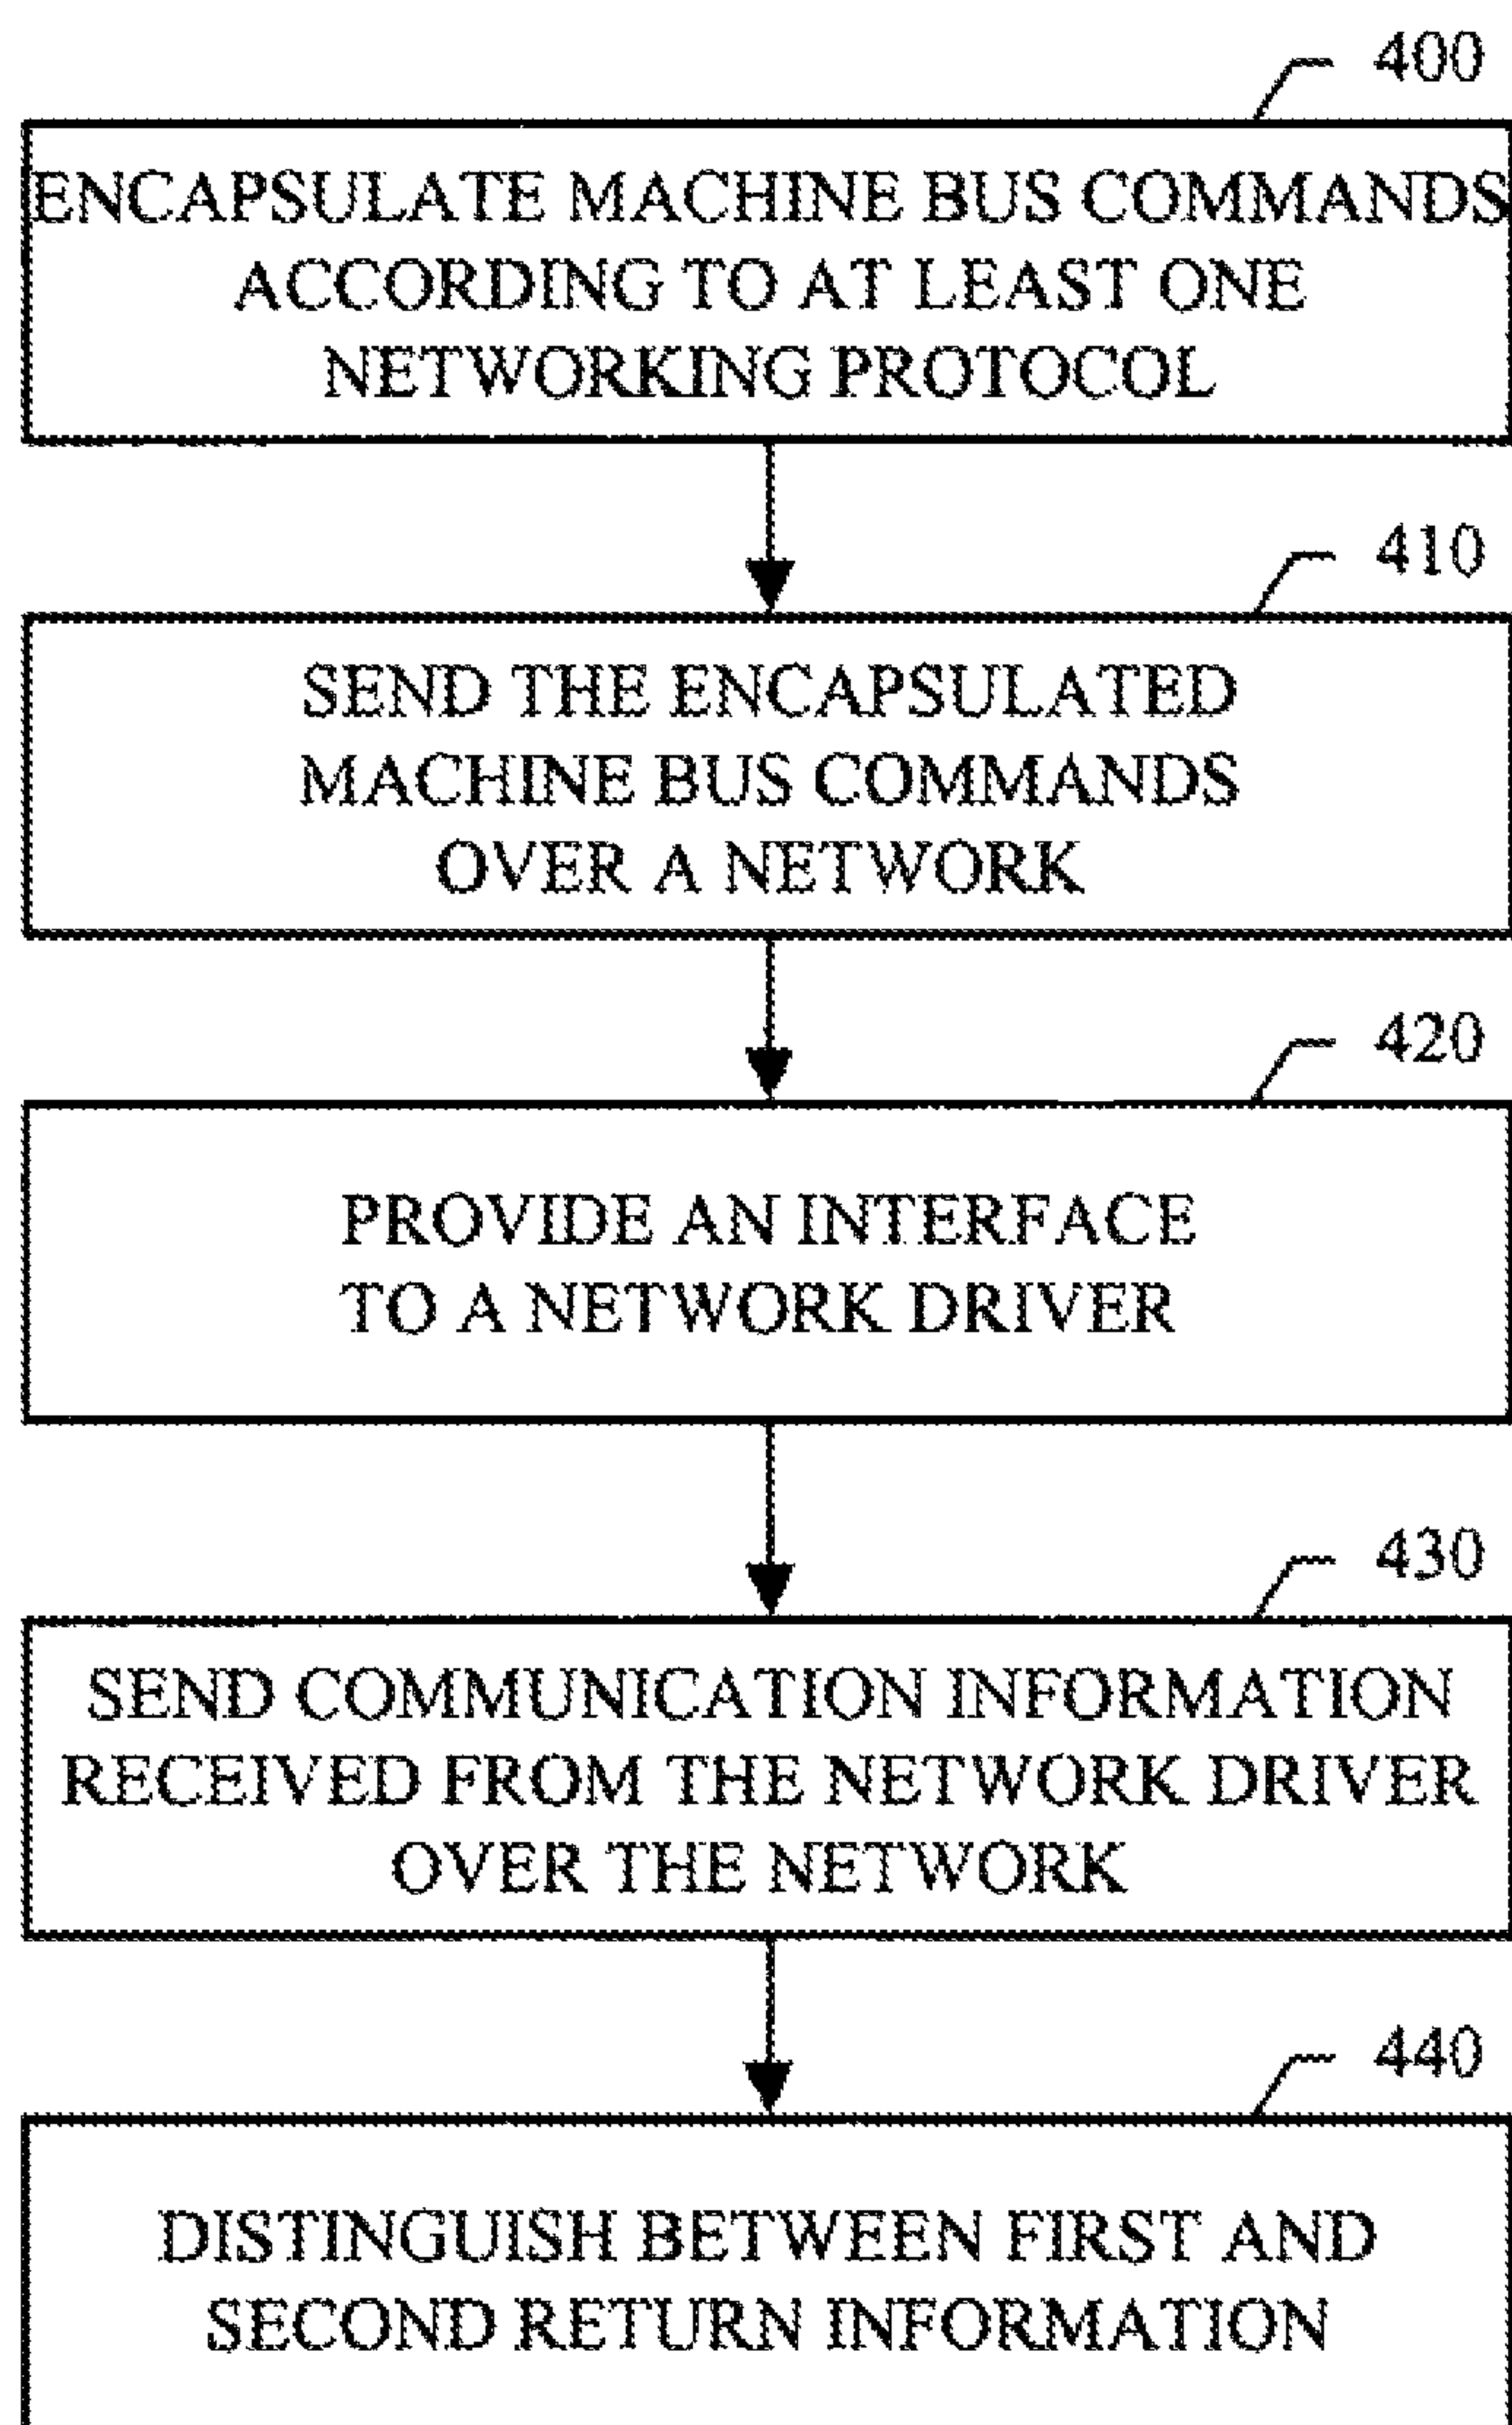 400
ENCAPSULATE MACHINE BUS COMMANDS
ACCORDING TO AT LEAST ONE
NETWORKING PROTOCOL
410
SEND THE ENCAPSULATED
MACHINE BUS COMMANDS
OVER A NETWORK
420
PROVIDE AN INTERFACE
TO A NETWORK DRIVER
430
SEND COMMUNICATION INFORMATION
RECEIVED FROM THE NETWORK DRIVER
OVER THE NETWORK
440
DISTINGUISH BETWEEN FIRST AND
SECOND RETURN INFORMATION